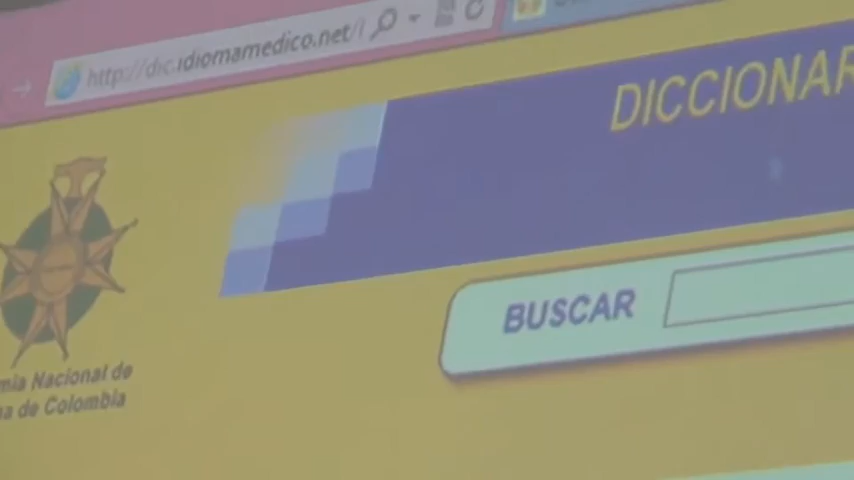 http://dic.idiomamedico.net/
DICCIONAR
BUSCAR
mia Nacional de
na de Colombia